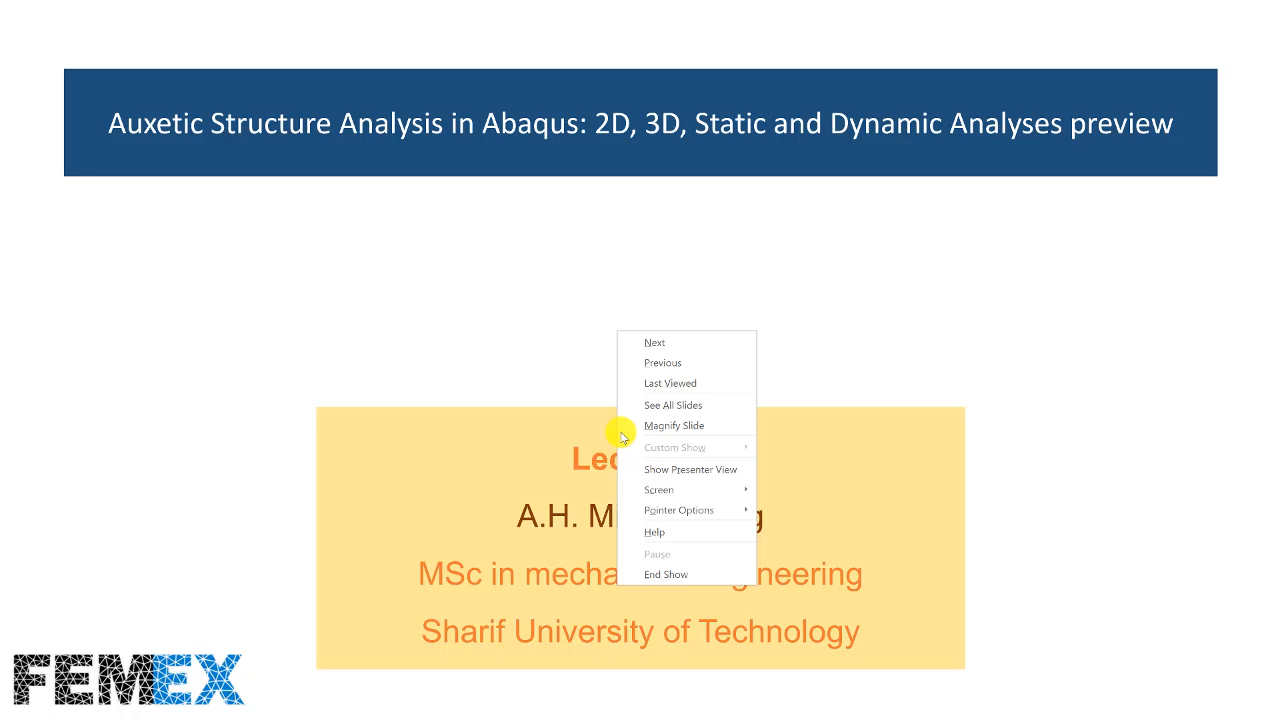 Auxetic Structure Analysis in Abaqus: 2D, 3D, Static and Dynamic Analyses preview
Next
Previous
Last Viewed
See All Slides
Magnify Slide
Custom Show
Show Presenter View
Screen
Pointer Options
Help
Pause
End Show
A.H.
MSc in
Sharif University of Technology
FEMEX